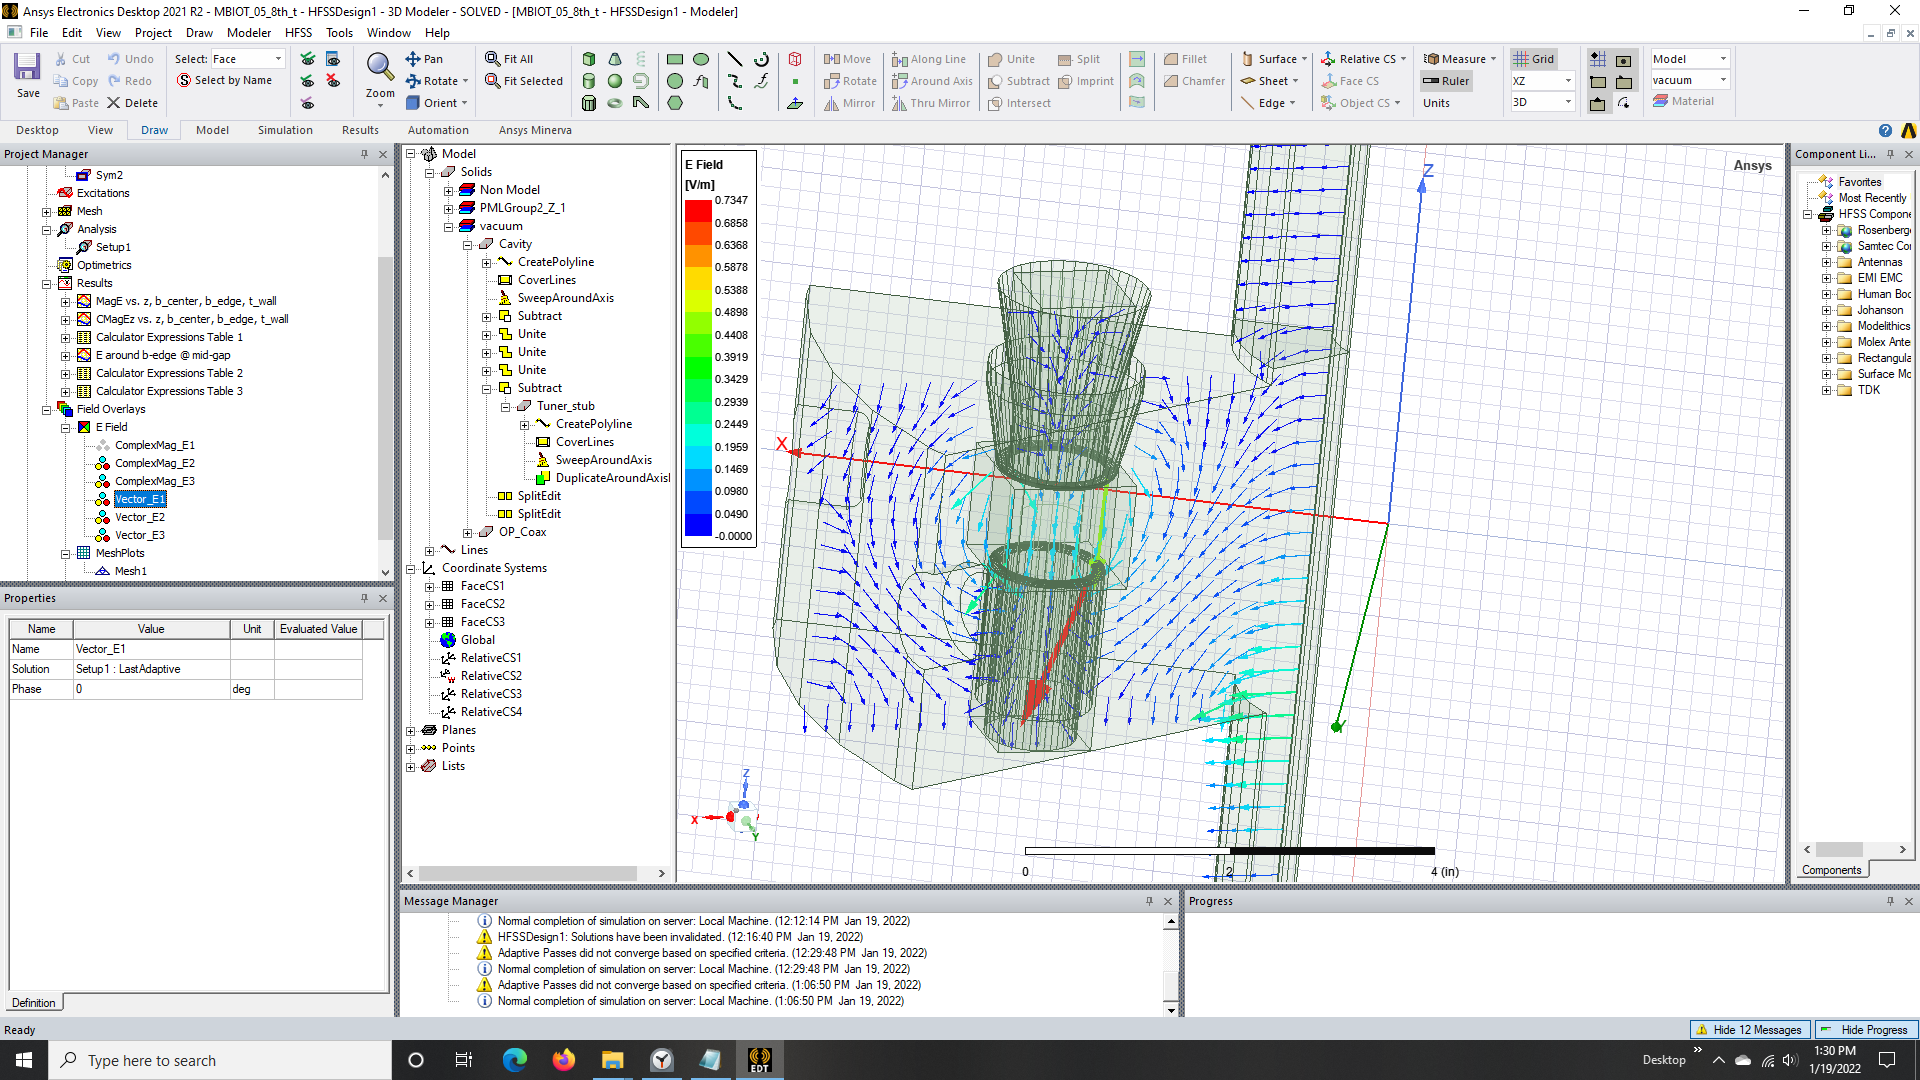 Ansys Electronics Desktop 2021 R2 - MBIOT_05_8th_t - HFSSDesign1 - 3D Modeler - SOLVED - [MBIOT_05_8th_t - HFSSDesign1 - Modeler]
File Edit View Project Draw Modeler HFSS Tools Window Help
Save
Cut Undo
Copy Redo
Paste Delete
Select: Face
Select by Name
Zoom
Pan
Rotate
Orient
Fit All
Fit Selected
Move Along Line
Rotate Around Axis
Mirror Thru Mirror
Unite Split
Subtract Imprint
Intersect
Fillet
Chamfer
Surface
Sheet
Edge
Relative CS
Face CS
Object CS
Measure
Ruler
Units
Grid
XZ
3D
Model
vacuum
Material
Desktop View Draw Model Simulation Results Automation Ansys Minerva
Project Manager
Sym2
Excitations
Mesh
Analysis
Setup1
Optimetrics
Results
MagE vs. z, b_center, b_edge, t_wall
CMagEz vs. z, b_center, b_edge, t_wall
Calculator Expressions Table 1
E around b-edge @ mid-gap
Calculator Expressions Table 2
Calculator Expressions Table 3
Field Overlays
E Field
ComplexMag_E1
ComplexMag_E2
ComplexMag_E3
Vector_E1
Vector_E2
Vector_E3
MeshPlots
Mesh1
Properties
Name Value Unit Evaluated Value
Name Vector_E1
Solution Setup1 : LastAdaptive
Phase 0 deg
Definition
Model
Solids
Non Model
PMLGroup2_Z_1
vacuum
Cavity
CreatePolyline
CoverLines
SweepAroundAxis
Subtract
Unite
Unite
Unite
Subtract
Tuner_stub
CreatePolyline
CoverLines
SweepAroundAxis
DuplicateAroundAxis
SplitEdit
SplitEdit
OP_Coax
Lines
Coordinate Systems
FaceCS1
FaceCS2
FaceCS3
Global
RelativeCS1
RelativeCS2
RelativeCS3
RelativeCS4
Planes
Points
Lists
E Field
[V/m]
0.7347
0.6858
0.6368
0.5878
0.5388
0.4898
0.4408
0.3919
0.3429
0.2939
0.2449
0.1959
0.1469
0.0980
0.0490
-0.0000
Ansys
Z
X
Y
Z
X
Y
0 2 4 (in)
Component Li...
Favorites
Most Recently
HFSS Compone
Rosenberge
Samtec Cor
Antennas
EMI EMC
Human Boo
Johanson
Modelithics
Molex Ante
Rectangula
Surface Mo
TDK
Components
Message Manager
Normal completion of simulation on server: Local Machine. (12:12:14 PM Jan 19, 2022)
HFSSDesign1: Solutions have been invalidated. (12:16:40 PM Jan 19, 2022)
Adaptive Passes did not converge based on specified criteria. (12:29:48 PM Jan 19, 2022)
Normal completion of simulation on server: Local Machine. (12:29:48 PM Jan 19, 2022)
Adaptive Passes did not converge based on specified criteria. (1:06:50 PM Jan 19, 2022)
Normal completion of simulation on server: Local Machine. (1:06:50 PM Jan 19, 2022)
Progress
Ready
Hide 12 Messages Hide Progress
Type here to search
EDT
Desktop
1:30 PM
1/19/2022